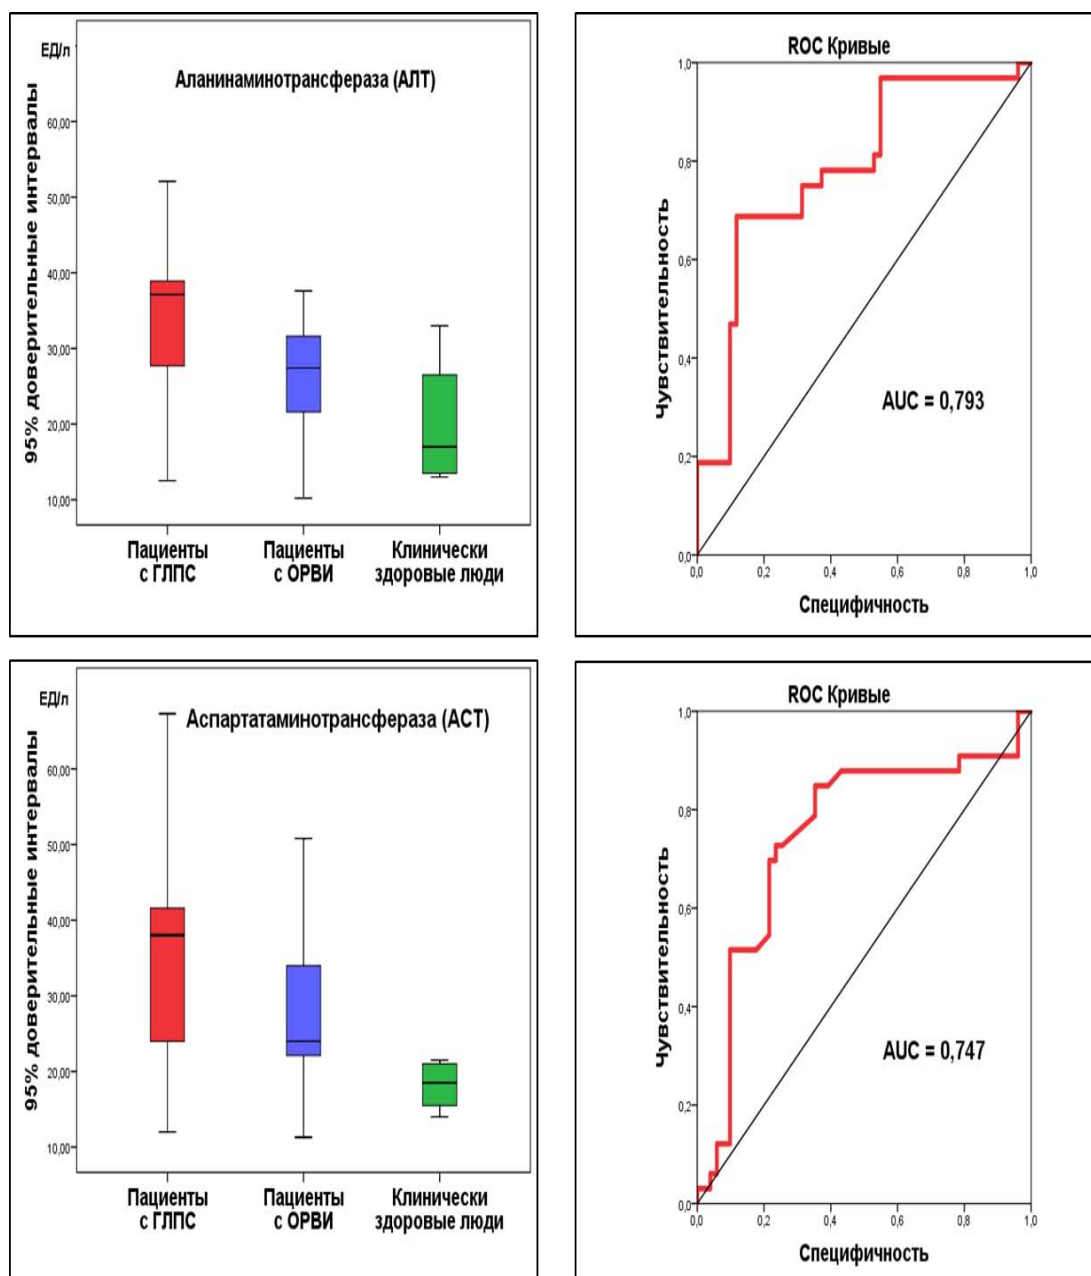 ЕД/л
Аланинаминотрансфераза (АЛТ)
95% доверительные интервалы
60,00
50,00
40,00
30,00
20,00
10,00
Пациенты
с ГЛПС
Пациенты
с ОРВИ
Клинически
здоровые люди
ROC Кривые
Чувствительность
1,0
0,8
0,6
0,4
0,2
0,0
AUC = 0,793
0,0 0,2 0,4 0,6 0,8 1,0
Специфичность
ЕД/л
Аспартатаминотрансфераза (АСТ)
95% доверительные интервалы
60,00
50,00
40,00
30,00
20,00
10,00
Пациенты
с ГЛПС
Пациенты
с ОРВИ
Клинически
здоровые люди
ROC Кривые
Чувствительность
1,0
0,8
0,6
0,4
0,2
0,0
AUC = 0,747
0,0 0,2 0,4 0,6 0,8 1,0
Специфичность